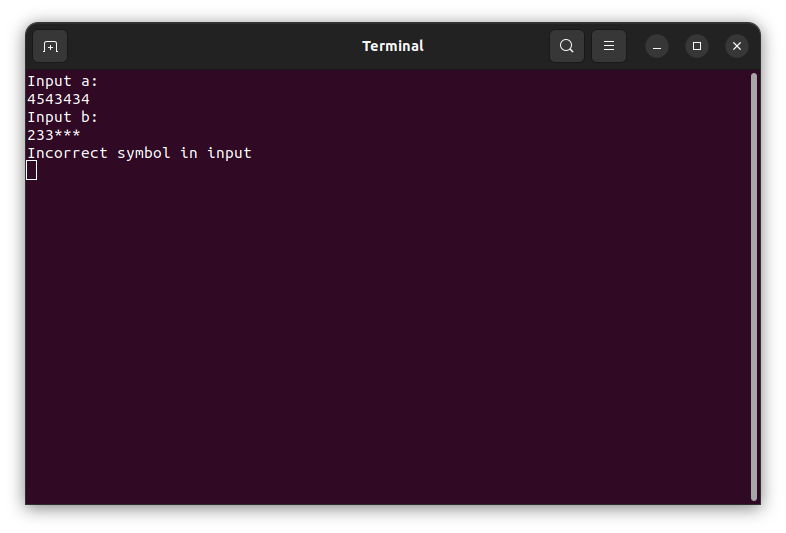 Terminal
Input a:
4543434
Input b:
233***
Incorrect symbol in input